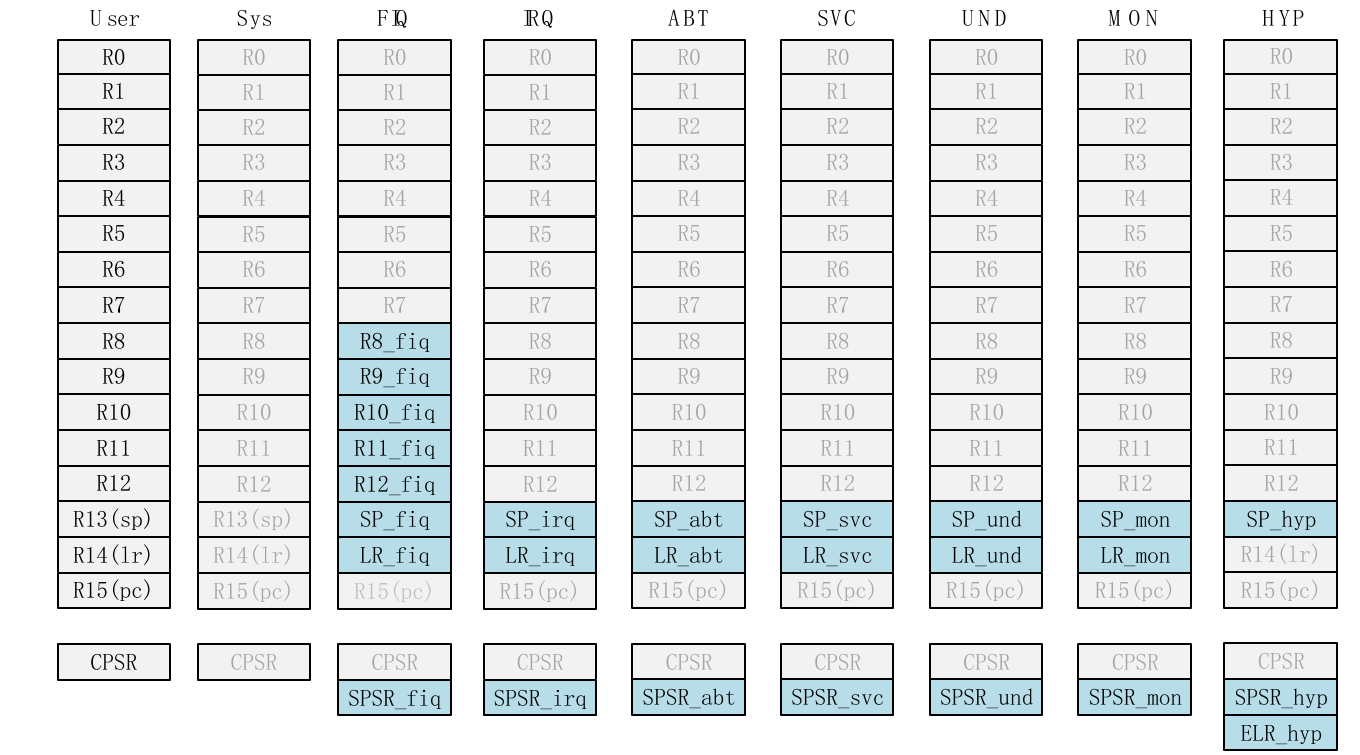 User Sys FIQ IRQ ABT SVC UND MON HYP
R0 R0 R0 R0 R0 R0 R0 R0 R0
R1 R1 R1 R1 R1 R1 R1 R1 R1
R2 R2 R2 R2 R2 R2 R2 R2 R2
R3 R3 R3 R3 R3 R3 R3 R3 R3
R4 R4 R4 R4 R4 R4 R4 R4 R4
R5 R5 R5 R5 R5 R5 R5 R5 R5
R6 R6 R6 R6 R6 R6 R6 R6 R6
R7 R7 R7 R7 R7 R7 R7 R7 R7
R8 R8 R8_fiq R8 R8 R8 R8 R8 R8
R9 R9 R9_fiq R9 R9 R9 R9 R9 R9
R10 R10 R10_fiq R10 R10 R10 R10 R10 R10
R11 R11 R11_fiq R11 R11 R11 R11 R11 R11
R12 R12 R12_fiq R12 R12 R12 R12 R12 R12
R13(sp) R13(sp) SP_fiq SP_irq SP_abt SP_svc SP_und SP_mon SP_hyp
R14(lr) R14(lr) LR_fiq LR_irq LR_abt LR_svc LR_und LR_mon R14(lr)
R15(pc) R15(pc) R15(pc) R15(pc) R15(pc) R15(pc) R15(pc) R15(pc) R15(pc)
CPSR CPSR CPSR CPSR CPSR CPSR CPSR CPSR CPSR
SPSR_fiq SPSR_irq SPSR_abt SPSR_svc SPSR_und SPSR_mon SPSR_hyp
ELR_hyp